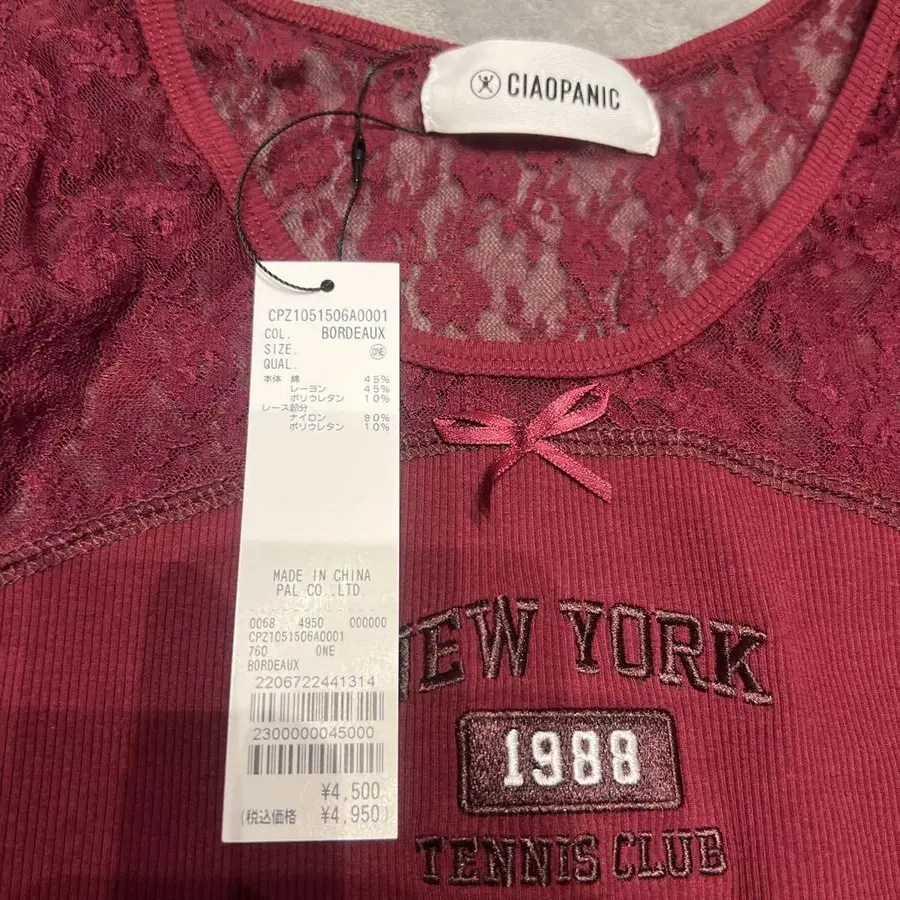 CIAOPANIC
CPZ1051506A0001
COL. BORDEAUX
SIZE. ONE
QUAL.
本体 綿 45%
レーヨン 45%
ポリウレタン 10%
レース部分
ナイロン 90%
ポリウレタン 10%
MADE IN CHINA
PAL CO.,LTD.
0068 4950 000000
CPZ1051506A0001
760 ONE
BORDEAUX
2206722441314
2300000045000
¥4,500
(税込価格 ¥4,950)
NEW YORK
1988
TENNIS CLUB